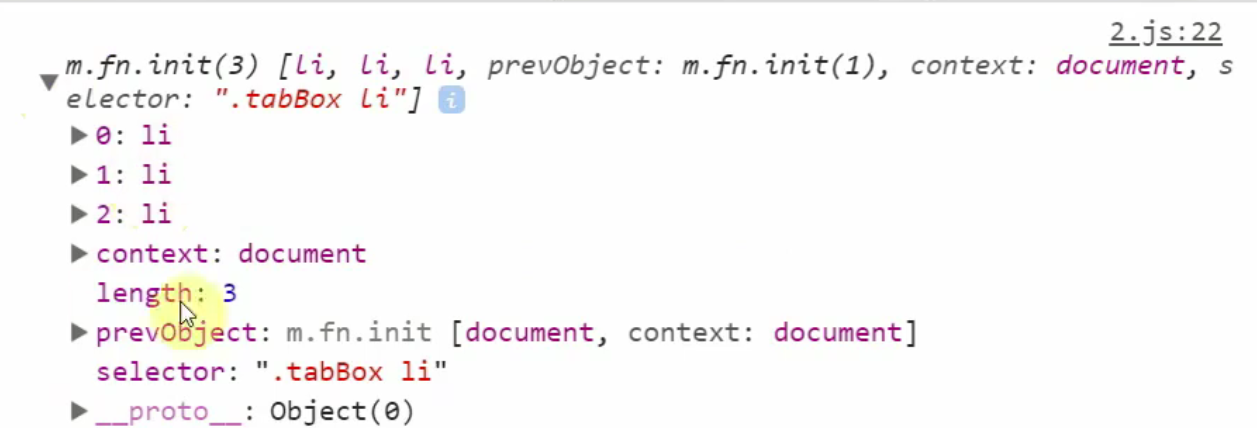 2.js:22
m.fn.init(3) [li, li, li, prevObject: m.fn.init(1), context: document, s
elector: ".tabBox li"] i
0: li
1: li
2: li
context: document
length: 3
prevObject: m.fn.init [document, context: document]
selector: ".tabBox li"
__proto__: Object(0)